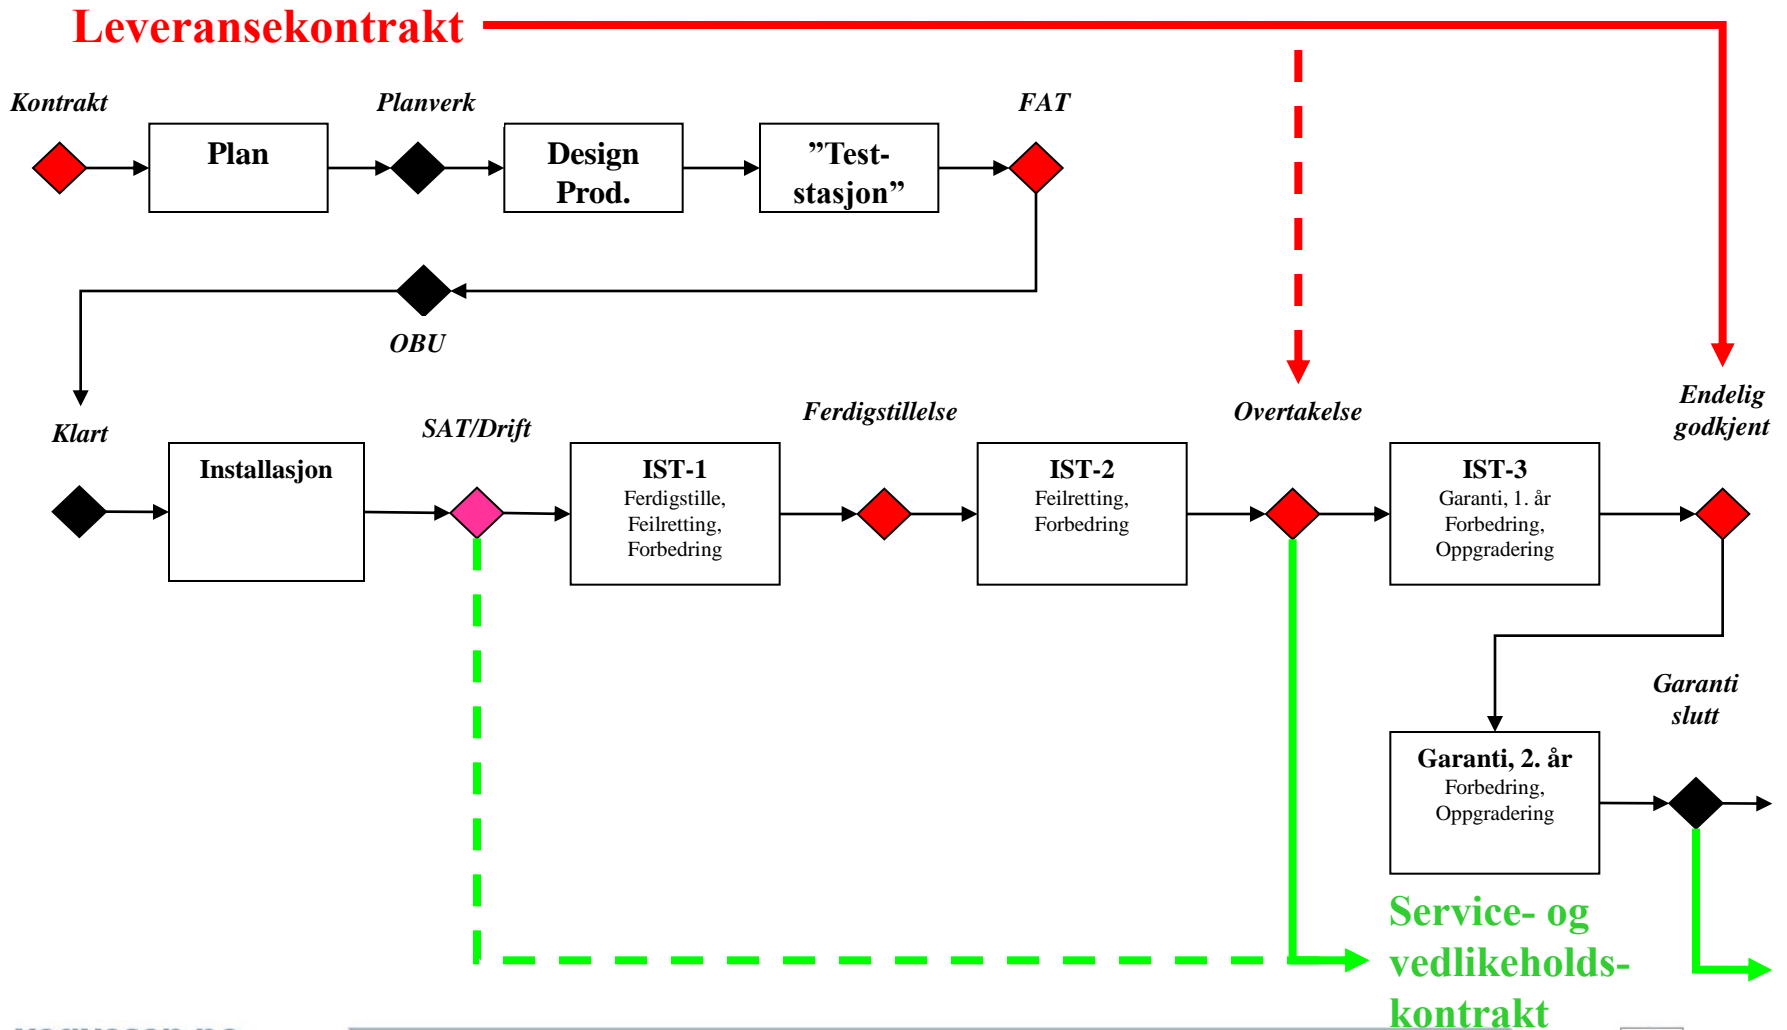 Leveransekontrakt
Kontrakt
Planverk
FAT
Plan
Design
Prod.
”Test-
stasjon”
OBU
Klart
SAT/Drift
Ferdigstillelse
Overtakelse
Endelig
godkjent
Installasjon
IST-1
Ferdigstille,
Feilretting,
Forbedring
IST-2
Feilretting,
Forbedring
IST-3
Garanti, 1. år
Forbedring,
Oppgradering
Garanti
slutt
Garanti, 2. år
Forbedring,
Oppgradering
Service- og
vedlikeholds-
kontrakt